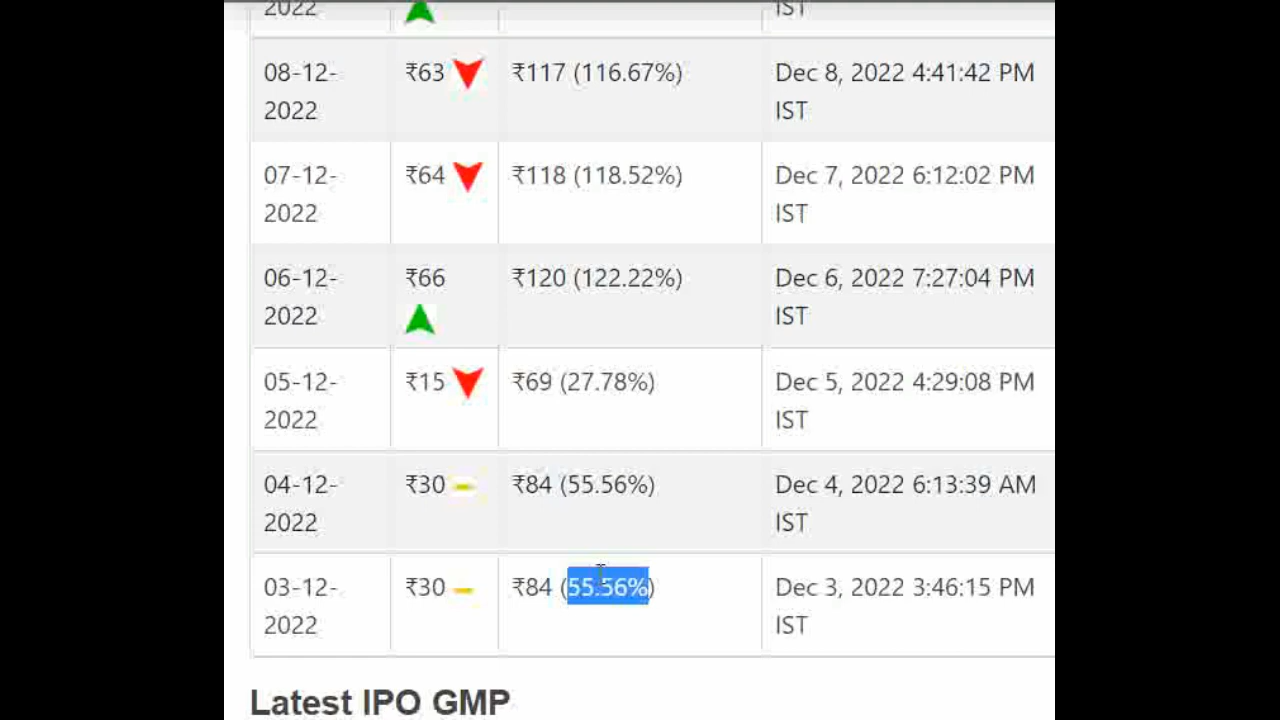 2022 IST
08-12- ₹63 ₹117 (116.67%) Dec 8, 2022 4:41:42 PM
2022 IST
07-12- ₹64 ₹118 (118.52%) Dec 7, 2022 6:12:02 PM
2022 IST
06-12- ₹66 ₹120 (122.22%) Dec 6, 2022 7:27:04 PM
2022 IST
05-12- ₹15 ₹69 (27.78%) Dec 5, 2022 4:29:08 PM
2022 IST
04-12- ₹30 ₹84 (55.56%) Dec 4, 2022 6:13:39 AM
2022 IST
03-12- ₹30 ₹84 (55.56%) Dec 3, 2022 3:46:15 PM
2022 IST
Latest IPO GMP